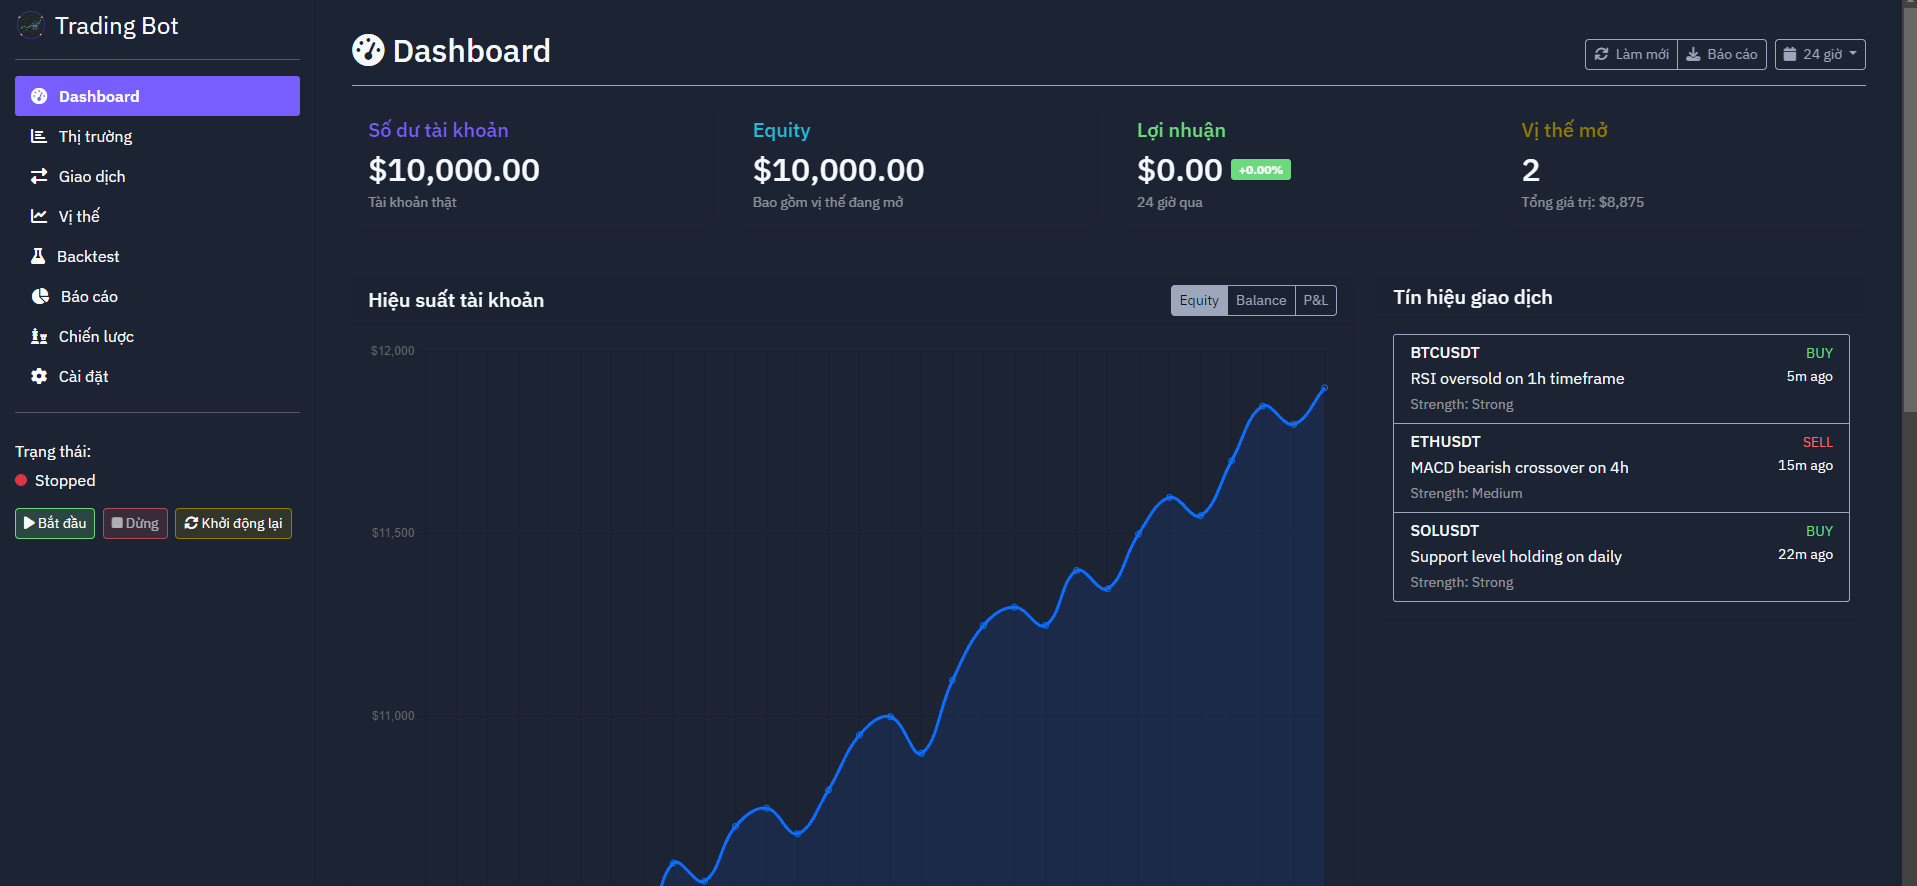 Trading Bot
Dashboard
Thị trường
Giao dịch
Vị thế
Backtest
Báo cáo
Chiến lược
Cài đặt
Trạng thái:
Stopped
Bắt đầu
Dừng
Khởi động lại
Dashboard
Làm mới
Báo cáo
24 giờ
Số dư tài khoản
$10,000.00
Tài khoản thật
Equity
$10,000.00
Bao gồm vị thế đang mở
Lợi nhuận
$0.00 +0.00%
24 giờ qua
Vị thế mở
2
Tổng giá trị: $8,875
Hiệu suất tài khoản
Equity
Balance
P&L
$12,000
$11,500
$11,000
Tín hiệu giao dịch
BTCUSDT BUY
RSI oversold on 1h timeframe 5m ago
Strength: Strong
ETHUSDT SELL
MACD bearish crossover on 4h 15m ago
Strength: Medium
SOLUSDT BUY
Support level holding on daily 22m ago
Strength: Strong